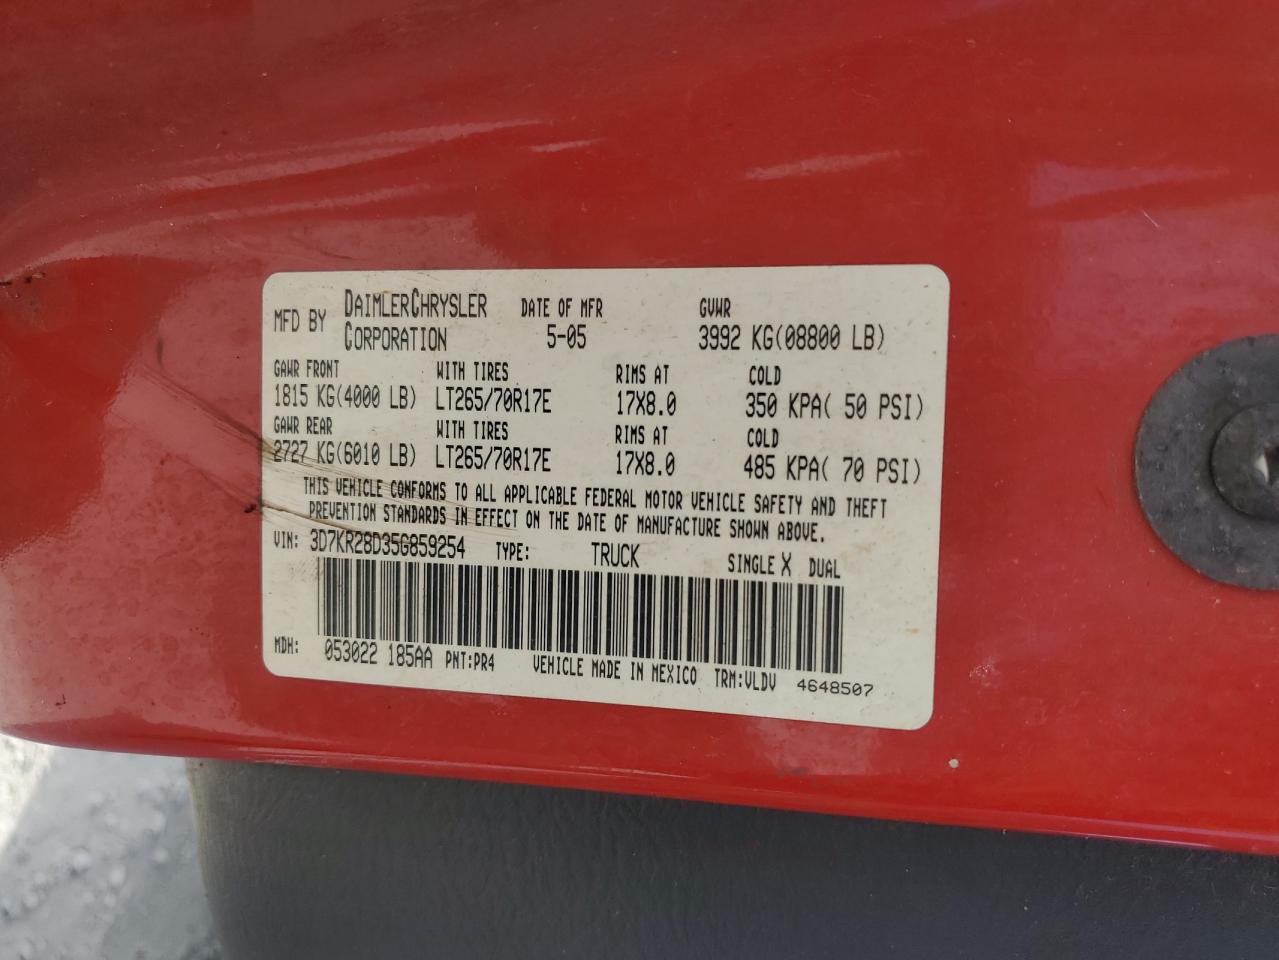 MFD BY DAIMLERCHRYSLER CORPORATION DATE OF MFR 5-05 GVWR 3992 KG(08800 LB)
GAWR FRONT WITH TIRES RIMS AT COLD
1815 KG(4000 LB) LT265/70R17E 17X8.0 350 KPA( 50 PSI)
GAWR REAR WITH TIRES RIMS AT COLD
2727 KG(6010 LB) LT265/70R17E 17X8.0 485 KPA( 70 PSI)
THIS VEHICLE CONFORMS TO ALL APPLICABLE FEDERAL MOTOR VEHICLE SAFETY AND THEFT
PREVENTION STANDARDS IN EFFECT ON THE DATE OF MANUFACTURE SHOWN ABOVE.
VIN: 3D7KR28D35G859254 TYPE: TRUCK SINGLE X DUAL
MDH: 053022 185AA PNT:PR4 VEHICLE MADE IN MEXICO TRM:VLDV 4648507